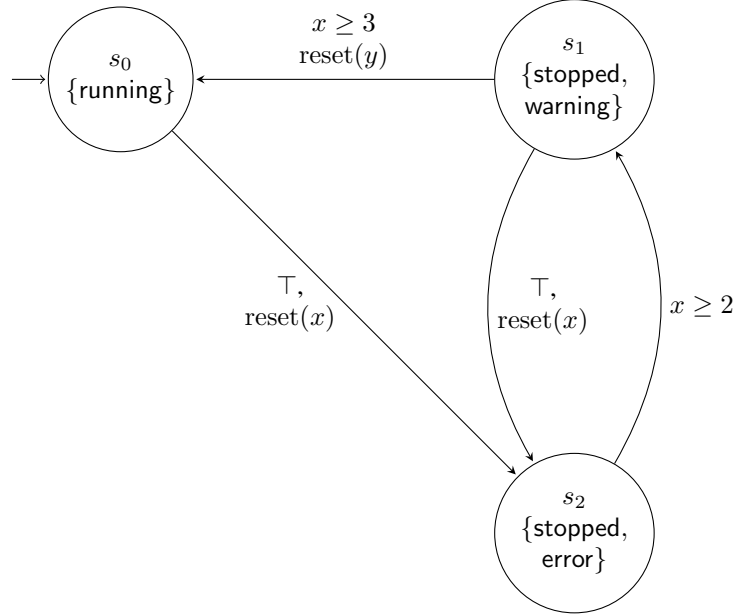 s₀
{running}
x ≥ 3
reset(y)
s₁
{stopped,
warning}
⊤,
reset(x)
⊤,
reset(x)
x ≥ 2
s₂
{stopped,
error}